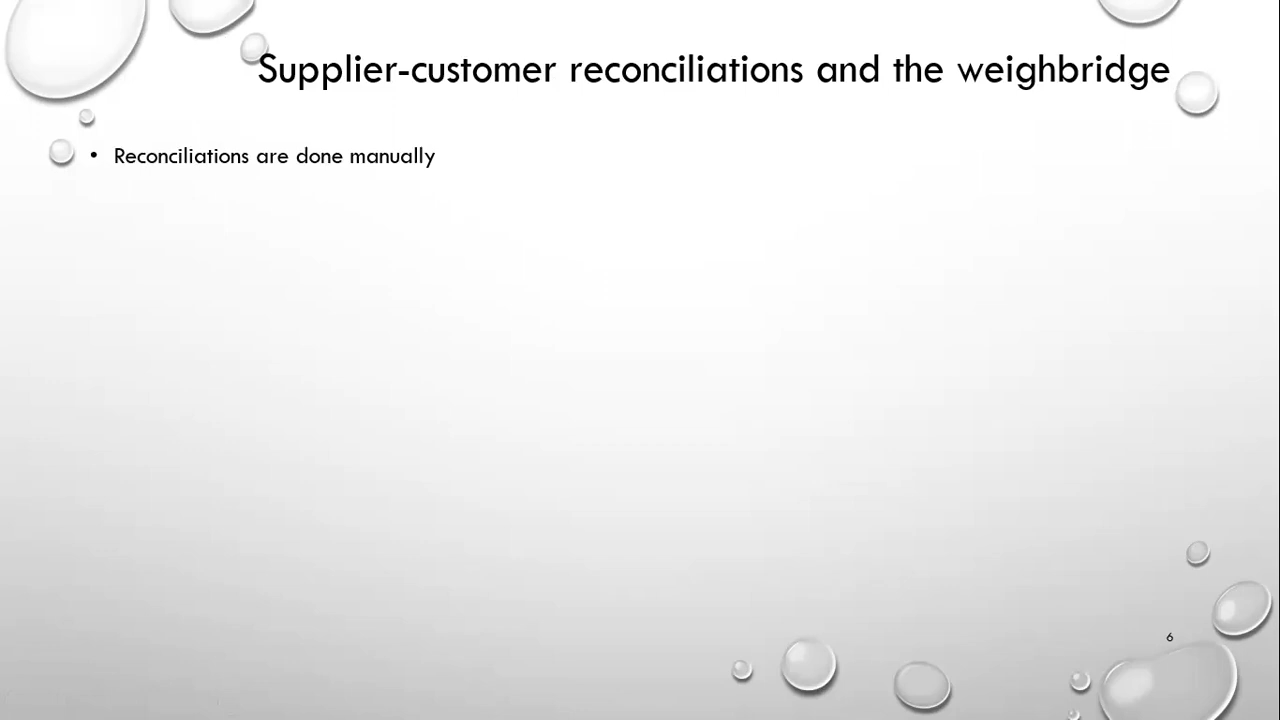 Supplier-customer reconciliations and the weighbridge
• Reconciliations are done manually
6